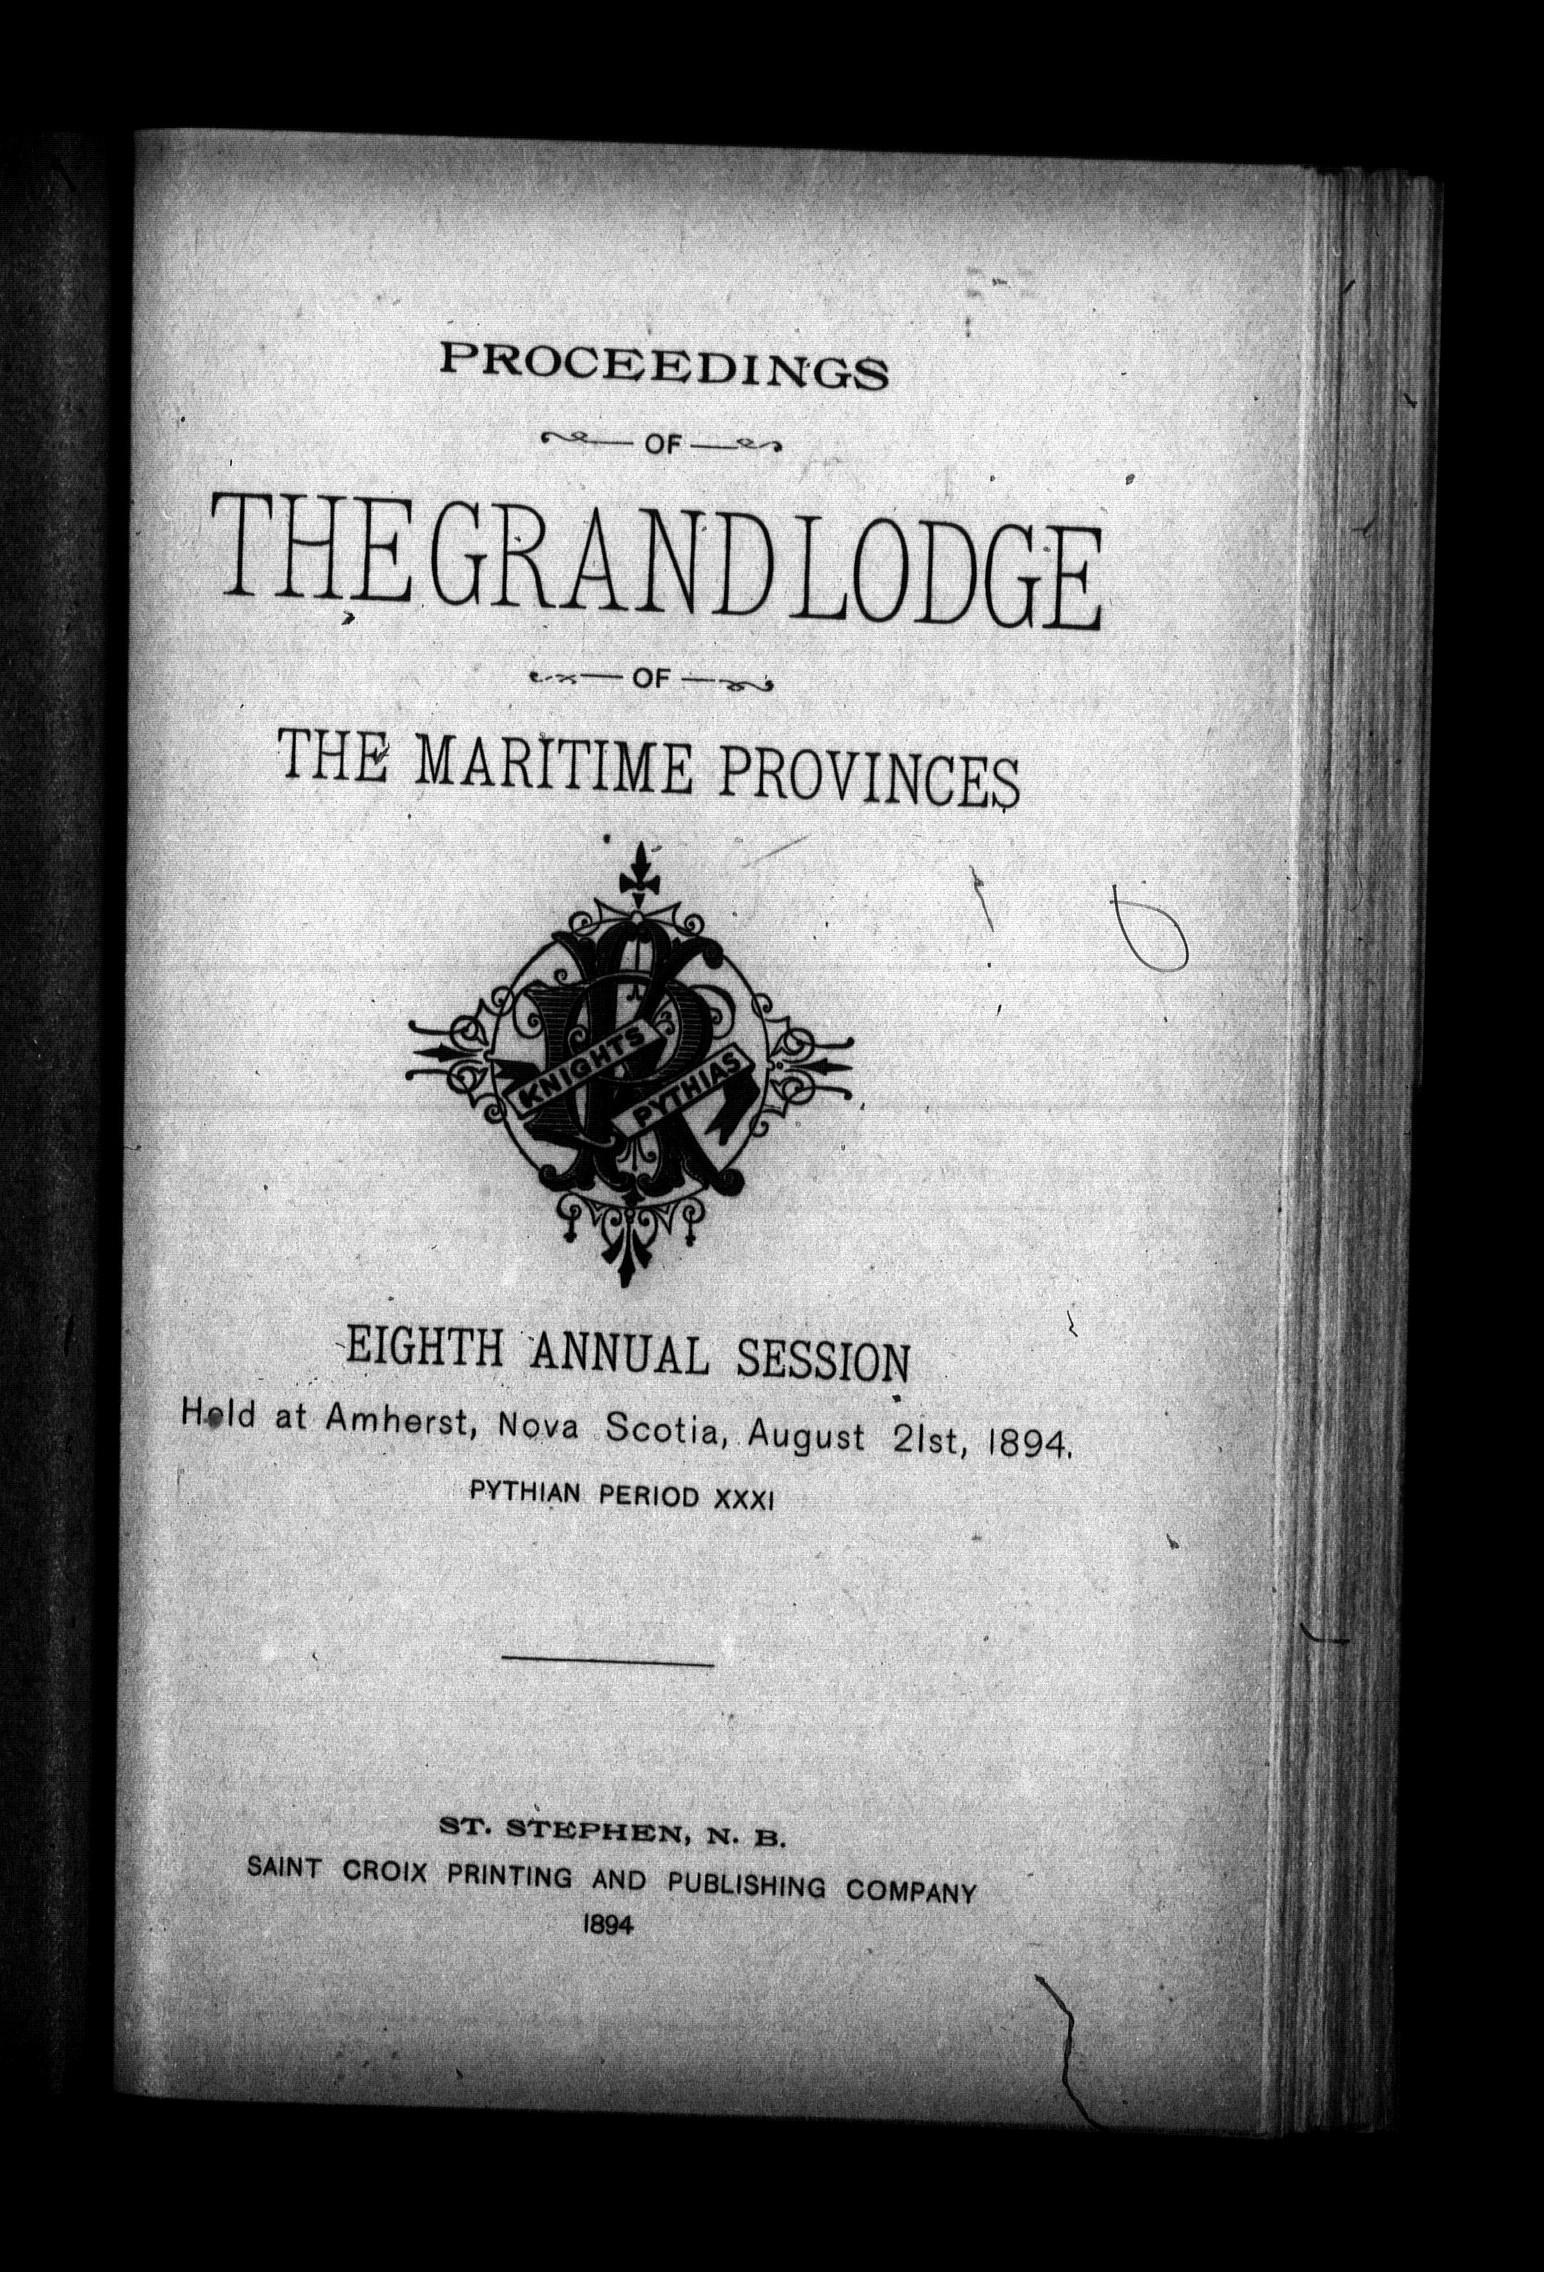 PROCEEDINGS
OF
THE GRAND LODGE
OF
THE MARITIME PROVINCES
KNIGHTS
PYTHIAS
EIGHTH ANNUAL SESSION
Held at Amherst, Nova Scotia, August 21st, 1894.
PYTHIAN PERIOD XXXI
ST. STEPHEN, N. B.
SAINT CROIX PRINTING AND PUBLISHING COMPANY
1894